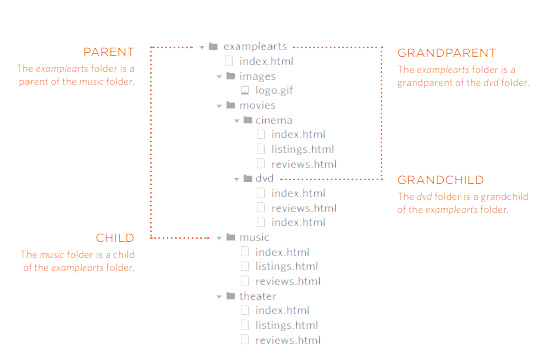 PARENT
The examplearts folder is a
parent of the music folder.
examplearts
index.html
images
logo.gif
movies
cinema
index.html
listings.html
reviews.html
dvd
index.html
reviews.html
index.html
music
index.html
listings.html
reviews.html
theater
index.html
listings.html
reviews.html
GRANDPARENT
The examplearts folder is a
grandparent of the dvd folder.
GRANDCHILD
The dvd folder is a grandchild
of the examplearts folder.
CHILD
The music folder is a child
of the examplearts folder.